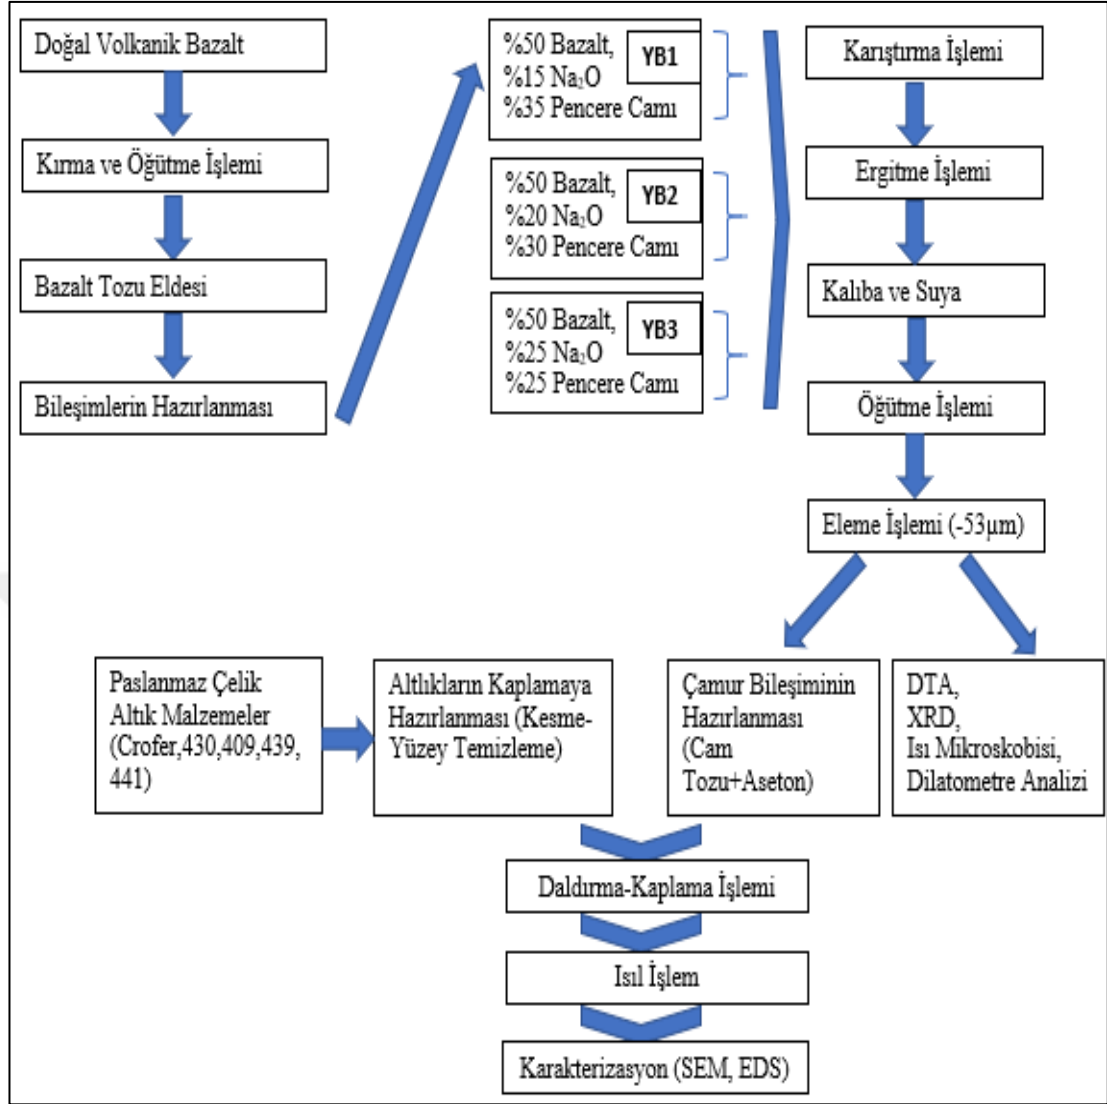 Doğal Volkanik Bazalt
Kırma ve Öğütme İşlemi
Bazalt Tozu Eldesi
Bileşimlerin Hazırlanması
%50 Bazalt,
%15 Na₂O
%35 Pencere Camı
YB1
%50 Bazalt,
%20 Na₂O
%30 Pencere Camı
YB2
%50 Bazalt,
%25 Na₂O
%25 Pencere Camı
YB3
Karıştırma İşlemi
Ergitme İşlemi
Kalıba ve Suya
Öğütme İşlemi
Eleme İşlemi (-53µm)
Paslanmaz Çelik
Altık Malzemeler
(Crofer,430,409,439,
441)
Altlıkların Kaplamaya
Hazırlanması (Kesme-
Yüzey Temizleme)
Çamur Bileşiminin
Hazırlanması
(Cam
Tozu+Aseton)
DTA,
XRD,
Isı Mikroskobisi,
Dilatometre Analizi
Daldırma-Kaplama İşlemi
Isıl İşlem
Karakterizasyon (SEM, EDS)